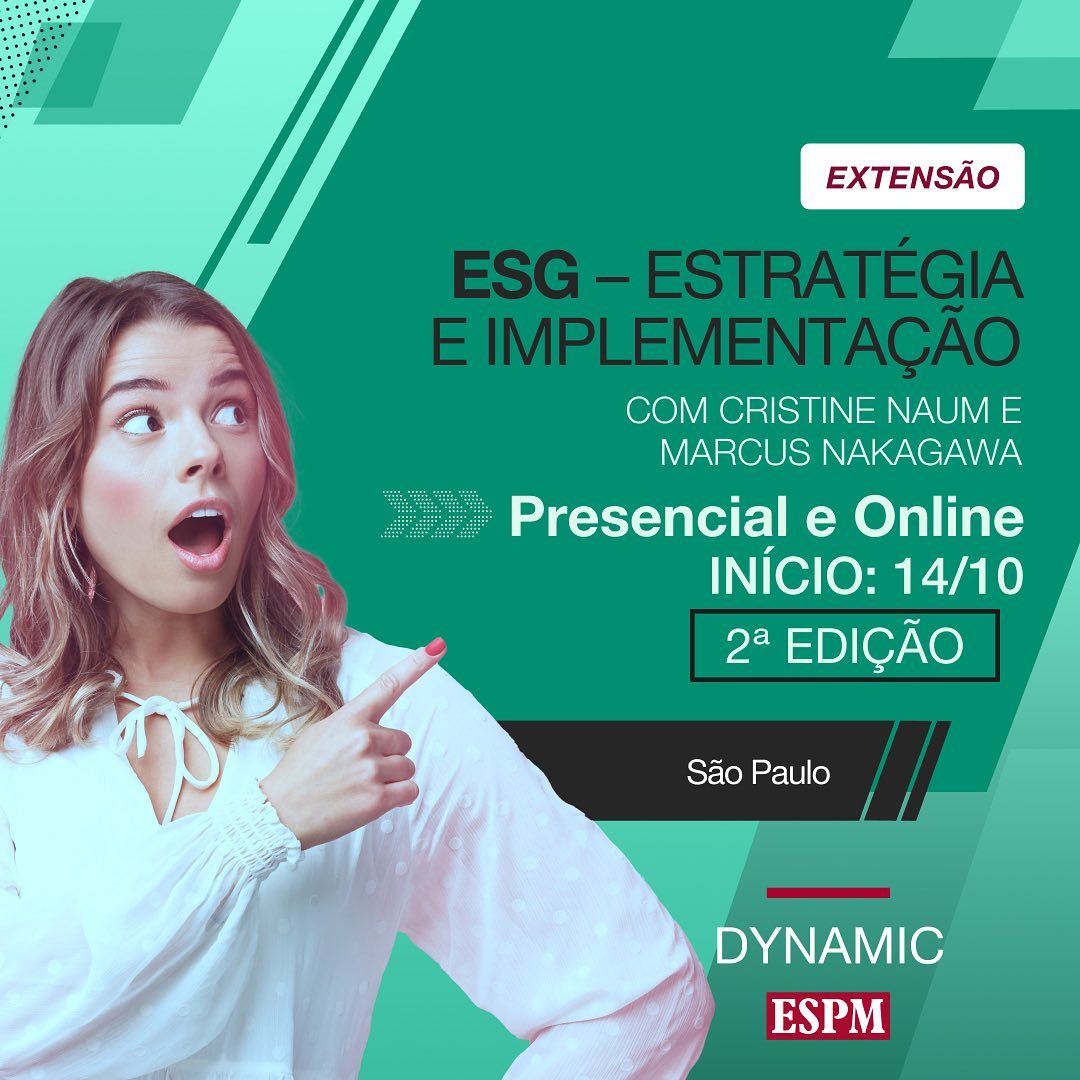 EXTENSÃO
ESG – ESTRATÉGIA
E IMPLEMENTAÇÃO
COM CRISTINE NAUM E
MARCUS NAKAGAWA
Presencial e Online
INÍCIO: 14/10
2ª EDIÇÃO
São Paulo
DYNAMIC
ESPM